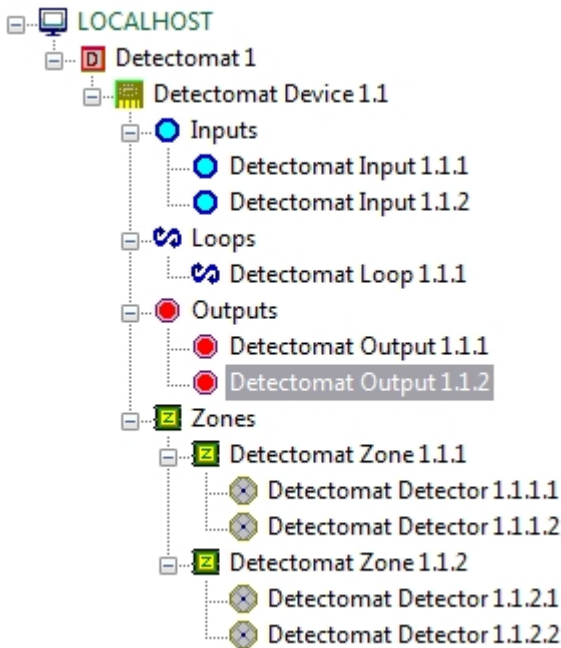 LOCALHOST
Detectomat 1
Detectomat Device 1.1
Inputs
Detectomat Input 1.1.1
Detectomat Input 1.1.2
Loops
Detectomat Loop 1.1.1
Outputs
Detectomat Output 1.1.1
Detectomat Output 1.1.2
Zones
Detectomat Zone 1.1.1
Detectomat Detector 1.1.1.1
Detectomat Detector 1.1.1.2
Detectomat Zone 1.1.2
Detectomat Detector 1.1.2.1
Detectomat Detector 1.1.2.2